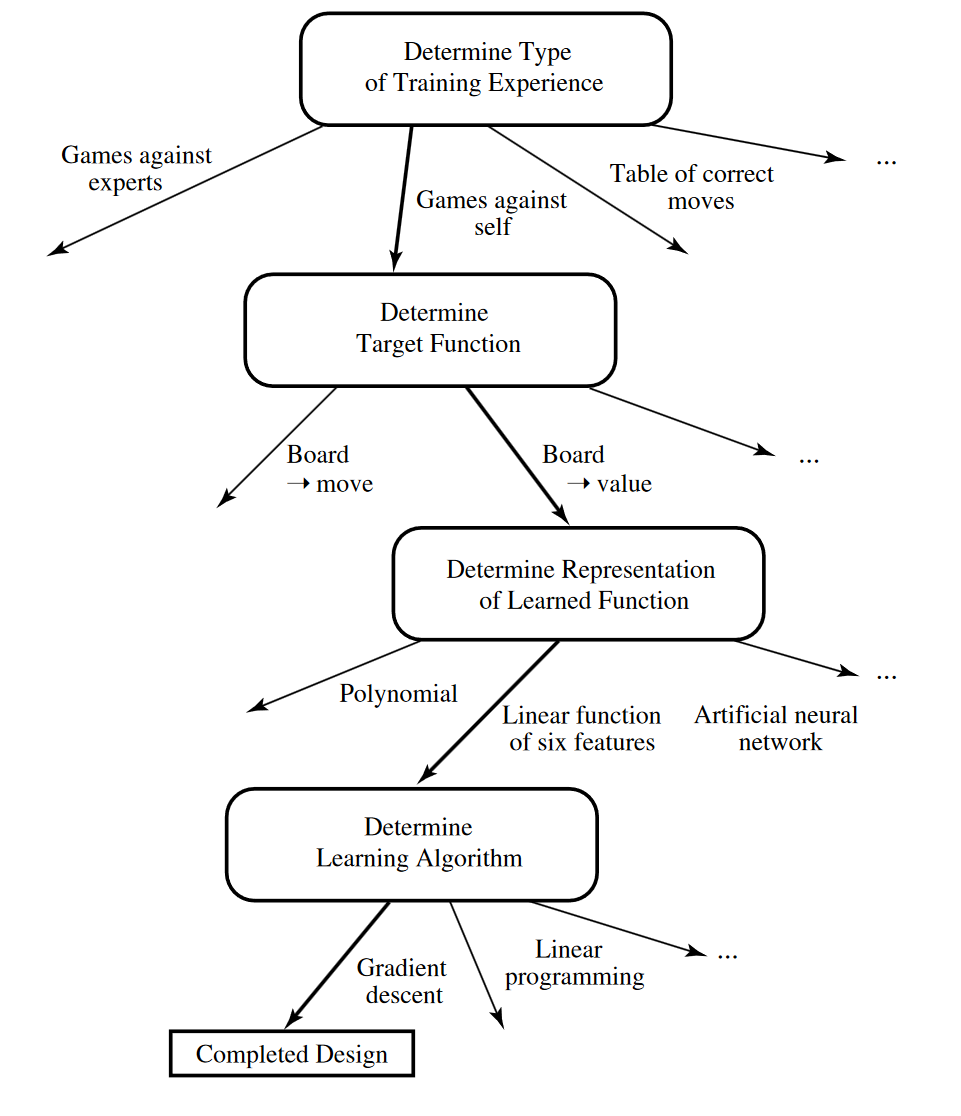 Determine Type
of Training Experience
Games against
experts
Games against
self
Table of correct
moves
...
Determine
Target Function
Board
→ move
Board
→ value
...
Determine Representation
of Learned Function
Polynomial
Linear function
of six features
Artificial neural
network
...
Determine
Learning Algorithm
Gradient
descent
Linear
programming
...
Completed Design